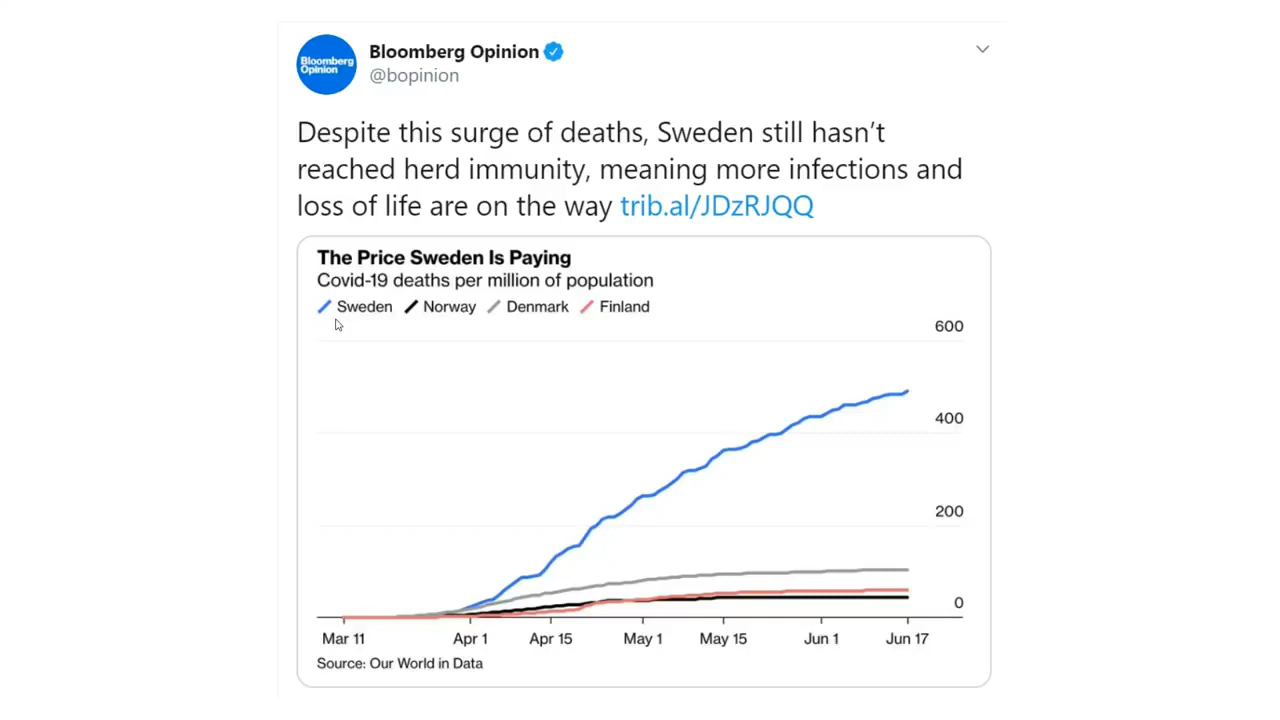 Bloomberg Opinion
@bopinion
Bloomberg
Opinion
Despite this surge of deaths, Sweden still hasn't
reached herd immunity, meaning more infections and
loss of life are on the way trib.al/JDzRJQQ
The Price Sweden Is Paying
Covid-19 deaths per million of population
Sweden Norway Denmark Finland
600
400
200
0
Mar 11 Apr 1 Apr 15 May 1 May 15 Jun 1 Jun 17
Source: Our World in Data